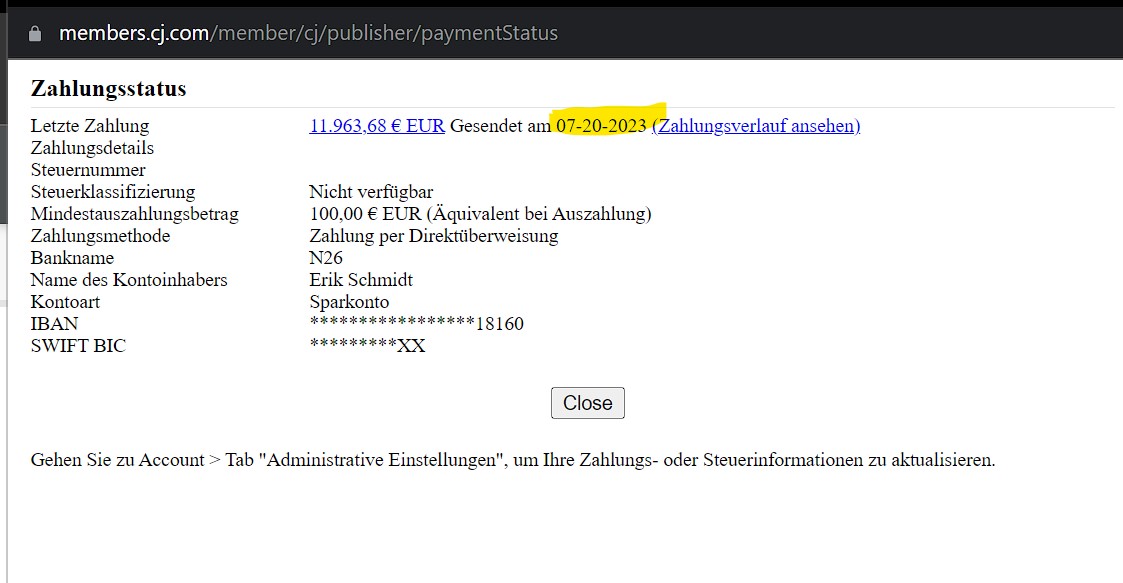 members.cj.com/member/cj/publisher/paymentStatus
Zahlungsstatus
Letzte Zahlung 11.963,68 € EUR Gesendet am 07-20-2023 (Zahlungsverlauf ansehen)
Zahlungsdetails
Steuernummer
Steuerklassifizierung Nicht verfügbar
Mindestauszahlungsbetrag 100,00 € EUR (Äquivalent bei Auszahlung)
Zahlungsmethode Zahlung per Direktüberweisung
Bankname N26
Name des Kontoinhabers Erik Schmidt
Kontoart Sparkonto
IBAN *****************18160
SWIFT BIC *********XX
Close
Gehen Sie zu Account > Tab "Administrative Einstellungen", um Ihre Zahlungs- oder Steuerinformationen zu aktualisieren.